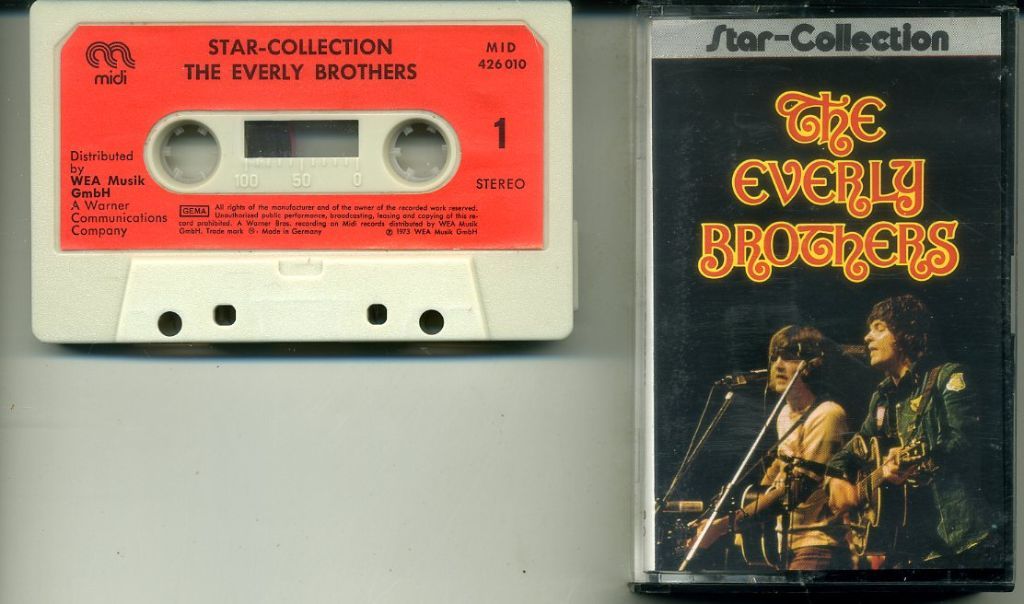 midi
STAR-COLLECTION
THE EVERLY BROTHERS
MID
426 010
1
STEREO
100 50 0
Distributed
by
WEA Musik
GmbH
A Warner
Communications
Company
GEMA All rights of the manufacturer and of the owner of the recorded work reserved.
Unauthorized public performance, broadcasting, leasing and copying of this re-
cord prohibited. A Warner Bros. recording on Midi records distributed by WEA Musik
GmbH. Trade mark ® · Made in Germany ℗ 1973 WEA Musik GmbH
Star-Collection
The
Everly
Brothers